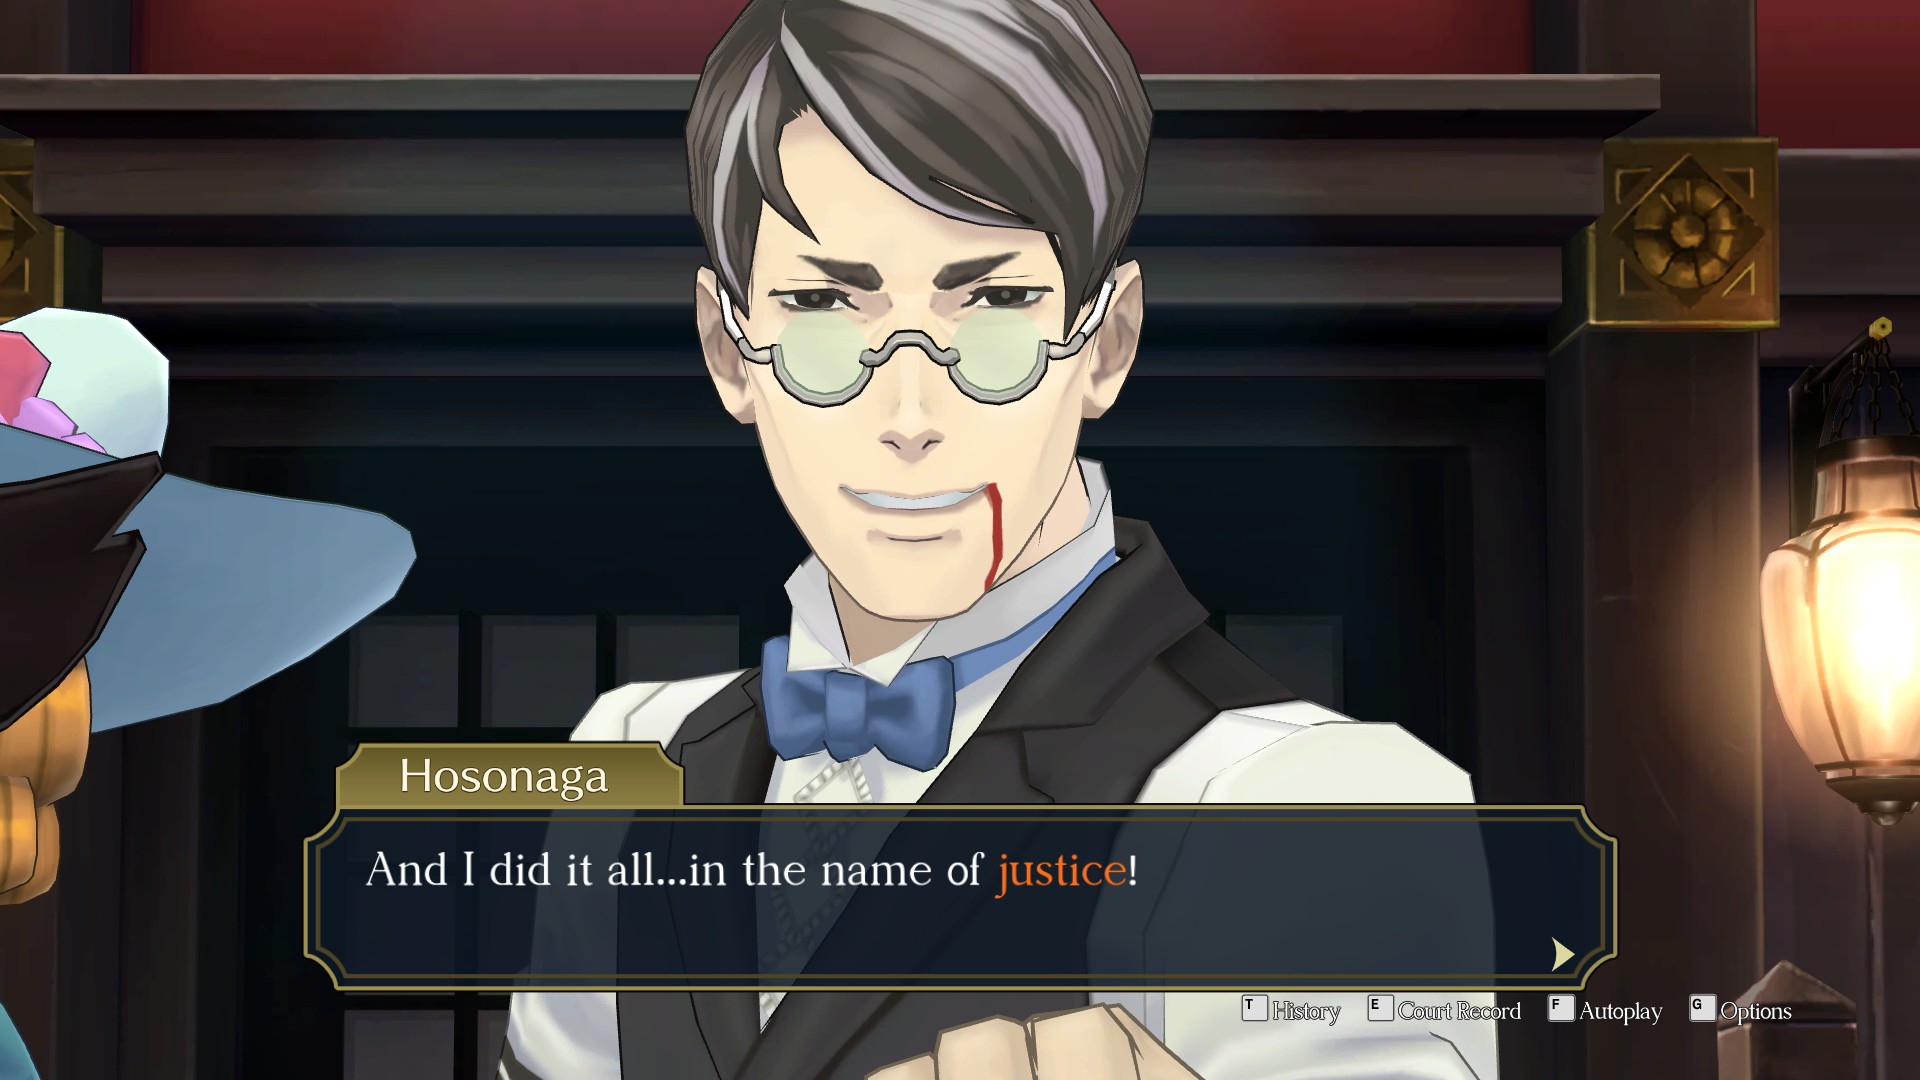 Hosonaga
And I did it all...in the name of justice!
T History E Court Record F Autoplay G Options